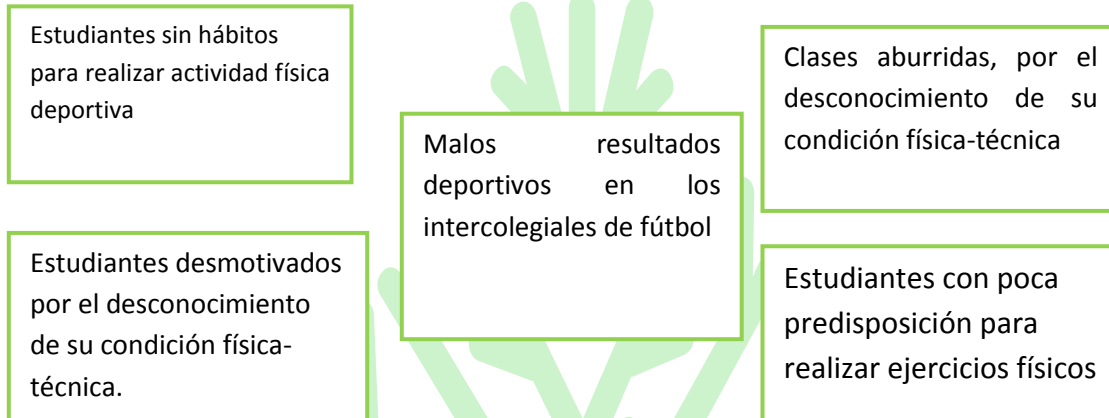 Estudiantes sin hábitos
para realizar actividad física
deportiva
Estudiantes desmotivados
por el desconocimiento
de su condición física-
técnica.
Malos resultados
deportivos en los
intercolegiales de fútbol
Clases aburridas, por el
desconocimiento de su
condición física-técnica
Estudiantes con poca
predisposición para
realizar ejercicios físicos